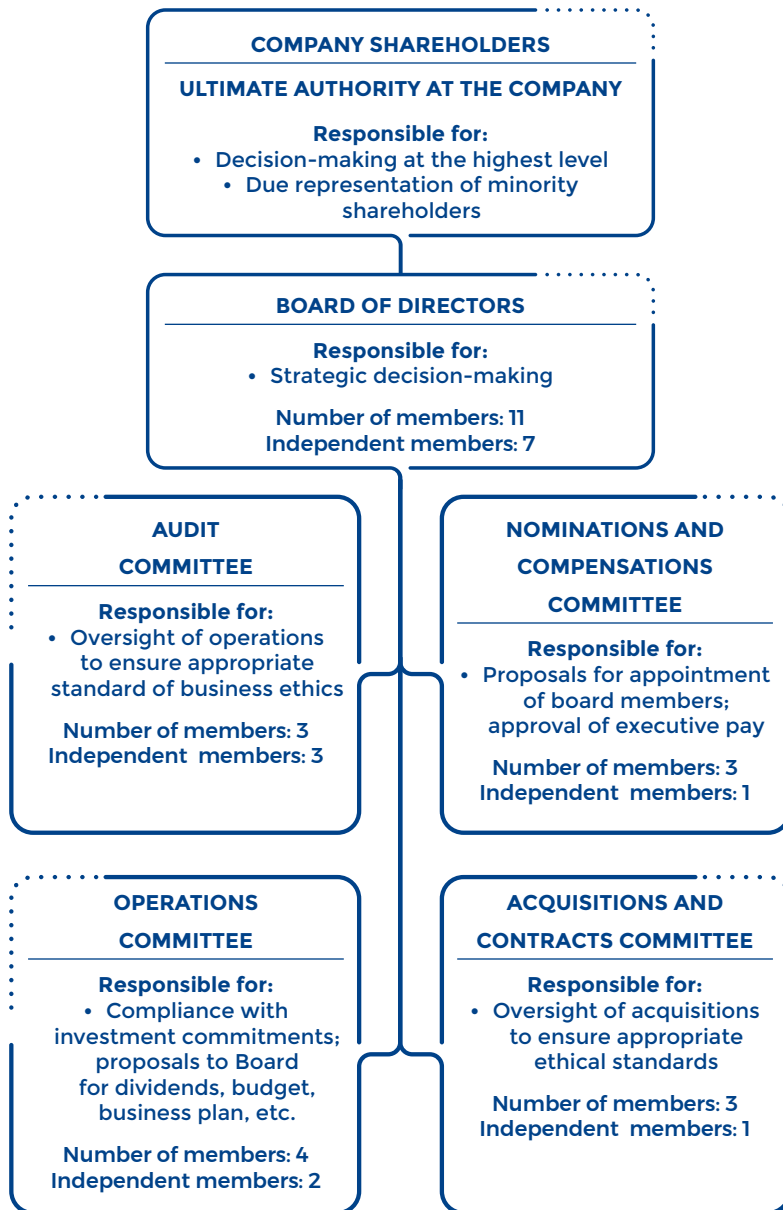 COMPANY SHAREHOLDERS
ULTIMATE AUTHORITY AT THE COMPANY
Responsible for:
• Decision-making at the highest level
• Due representation of minority
shareholders
BOARD OF DIRECTORS
Responsible for:
• Strategic decision-making
Number of members: 11
Independent members: 7
AUDIT
COMMITTEE
Responsible for:
• Oversight of operations
to ensure appropriate
standard of business ethics
Number of members: 3
Independent  members: 3
NOMINATIONS AND
COMPENSATIONS
COMMITTEE
Responsible for:
• Proposals for appointment
of board members;
approval of executive pay
Number of members: 3
Independent  members: 1
OPERATIONS
COMMITTEE
Responsible for:
• Compliance with
investment commitments;
proposals to Board
for dividends, budget,
business plan, etc.
Number of members: 4
Independent members: 2
ACQUISITIONS AND
CONTRACTS COMMITTEE
Responsible for:
• Oversight of acquisitions
to ensure appropriate
ethical standards
Number of members: 3
Independent  members: 1